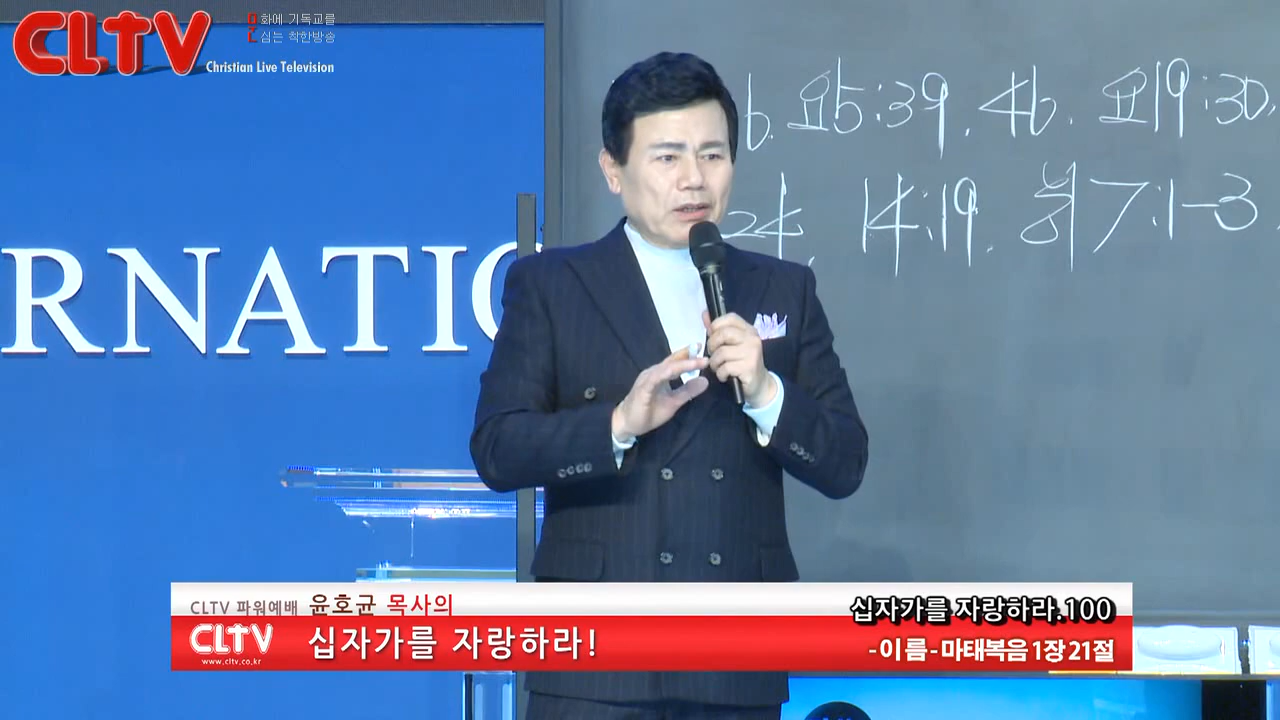 CLTV
문화에 기독교를
심는 착한방송
Christian Live Television
6. 요5:39. 46. 요19:30.
24. 14:19. 히7:1-3
RNATIO
CLTV 파워예배 윤호균 목사의
십자가를 자랑하라.100
CLTV
www.cltv.co.kr
십자가를 자랑하라!
-이름- 마태복음 1장 21절